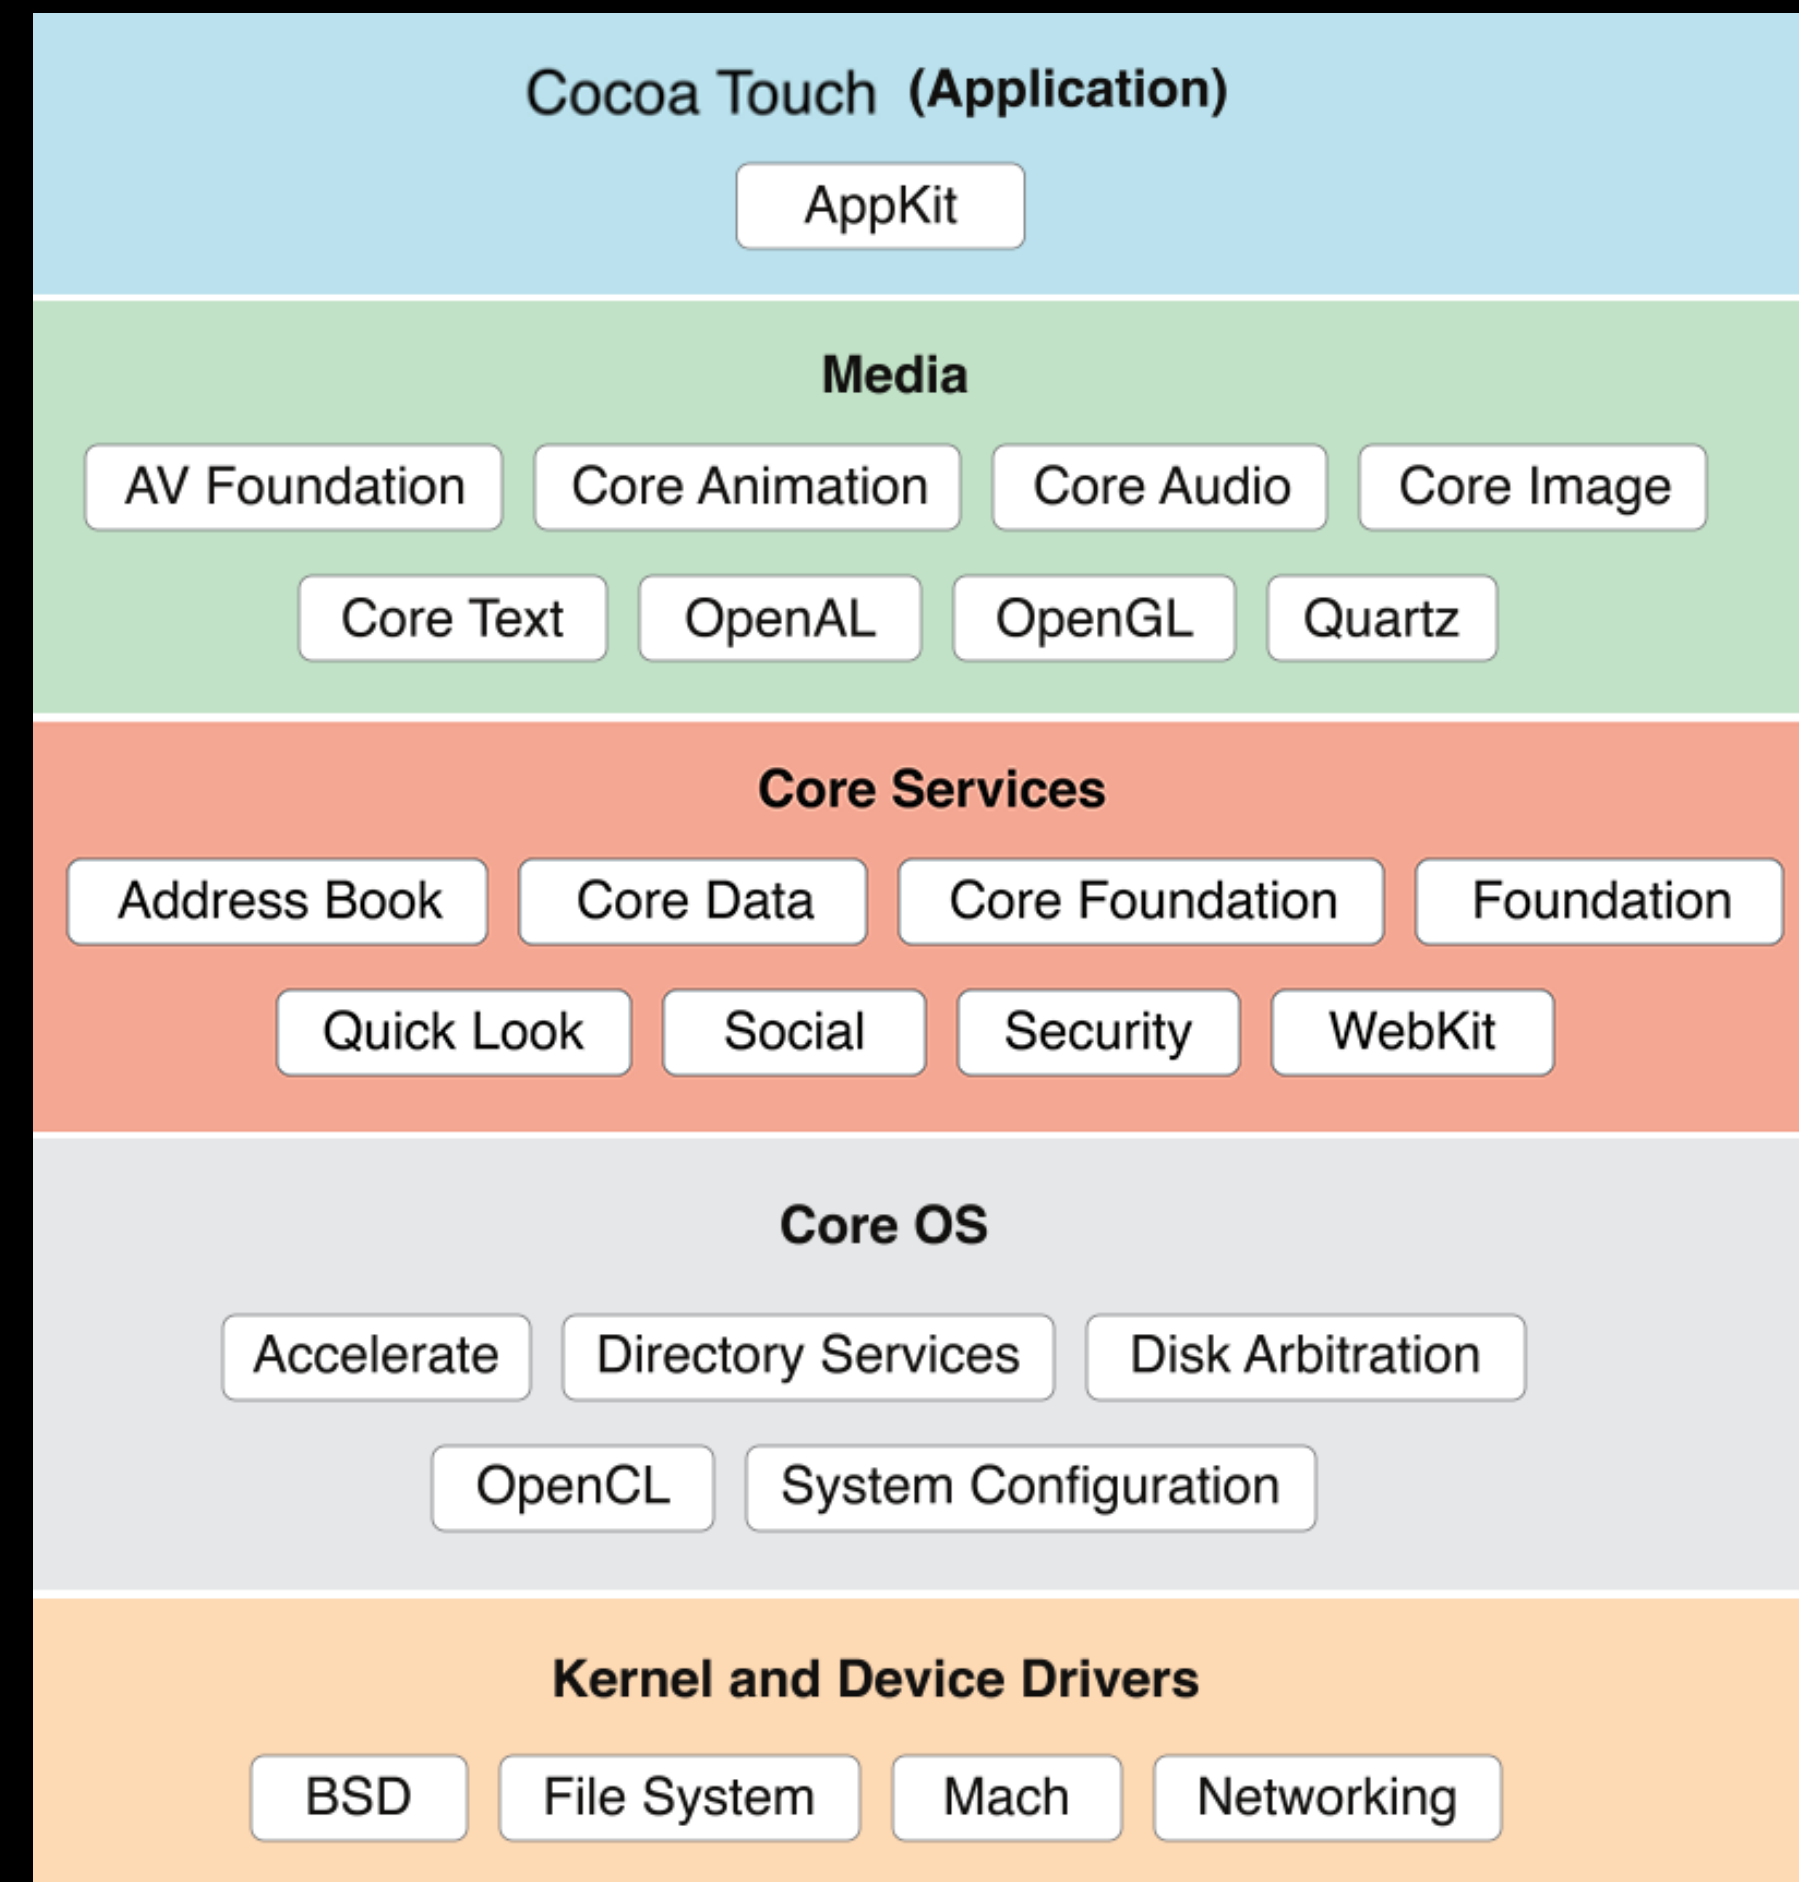 Cocoa Touch (Application)
AppKit
Media
AV Foundation Core Animation Core Audio Core Image
Core Text OpenAL OpenGL Quartz
Core Services
Address Book Core Data Core Foundation Foundation
Quick Look Social Security WebKit
Core OS
Accelerate Directory Services Disk Arbitration
OpenCL System Configuration
Kernel and Device Drivers
BSD File System Mach Networking